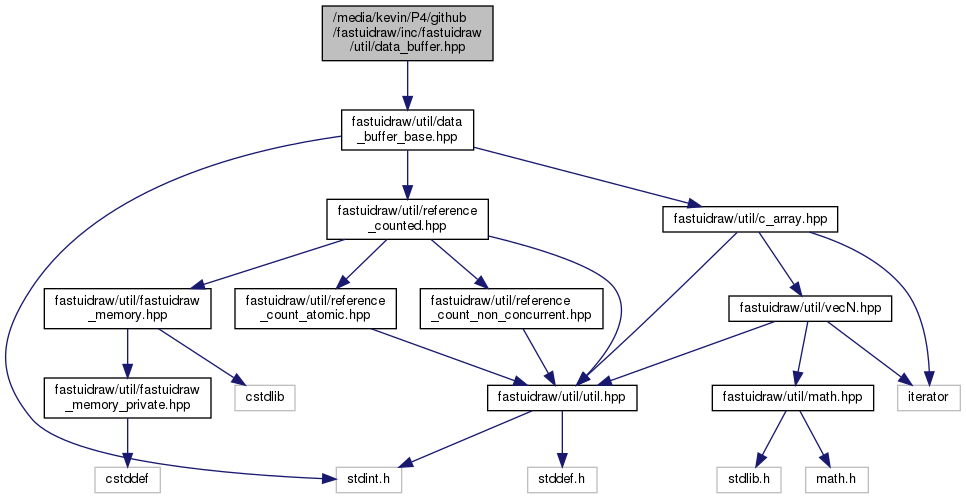 /media/kevin/P4/github
/fastuidraw/inc/fastuidraw
/util/data_buffer.hpp
fastuidraw/util/data
_buffer_base.hpp
fastuidraw/util/reference
_counted.hpp
fastuidraw/util/c_array.hpp
fastuidraw/util/fastuidraw
_memory.hpp
fastuidraw/util/reference
_count_atomic.hpp
fastuidraw/util/reference
_count_non_concurrent.hpp
fastuidraw/util/vecN.hpp
fastuidraw/util/fastuidraw
_memory_private.hpp
cstdlib
fastuidraw/util/util.hpp
fastuidraw/util/math.hpp
iterator
cstddef
stdint.h
stddef.h
stdlib.h
math.h